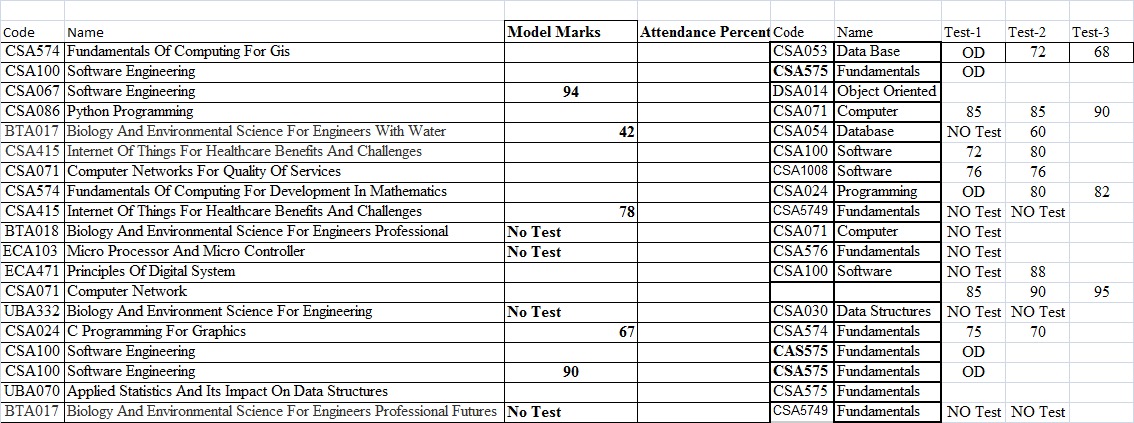 Code Name Model Marks Attendance Percent Code Name Test-1 Test-2 Test-3
CSA574 Fundamentals Of Computing For Gis CSA053 Data Base OD 72 68
CSA100 Software Engineering CSA575 Fundamentals OD
CSA067 Software Engineering 94 DSA014 Object Oriented
CSA086 Python Programming CSA071 Computer 85 85 90
BTA017 Biology And Environmental Science For Engineers With Water 42 CSA054 Database NO Test 60
CSA415 Internet Of Things For Healthcare Benefits And Challenges CSA100 Software 72 80
CSA071 Computer Networks For Quality Of Services CSA1008 Software 76 76
CSA574 Fundamentals Of Computing For Development In Mathematics CSA024 Programming OD 80 82
CSA415 Internet Of Things For Healthcare Benefits And Challenges 78 CSA5749 Fundamentals NO Test NO Test
BTA018 Biology And Environmental Science For Engineers Professional No Test CSA071 Computer NO Test
ECA103 Micro Processor And Micro Controller No Test CSA576 Fundamentals NO Test
ECA471 Principles Of Digital System CSA100 Software NO Test 88
CSA071 Computer Network 85 90 95
UBA332 Biology And Environment Science For Engineering No Test CSA030 Data Structures NO Test NO Test
CSA024 C Programming For Graphics 67 CSA574 Fundamentals 75 70
CSA100 Software Engineering CAS575 Fundamentals OD
CSA100 Software Engineering 90 CSA575 Fundamentals OD
UBA070 Applied Statistics And Its Impact On Data Structures CSA575 Fundamentals
BTA017 Biology And Environmental Science For Engineers Professional Futures No Test CSA5749 Fundamentals NO Test NO Test